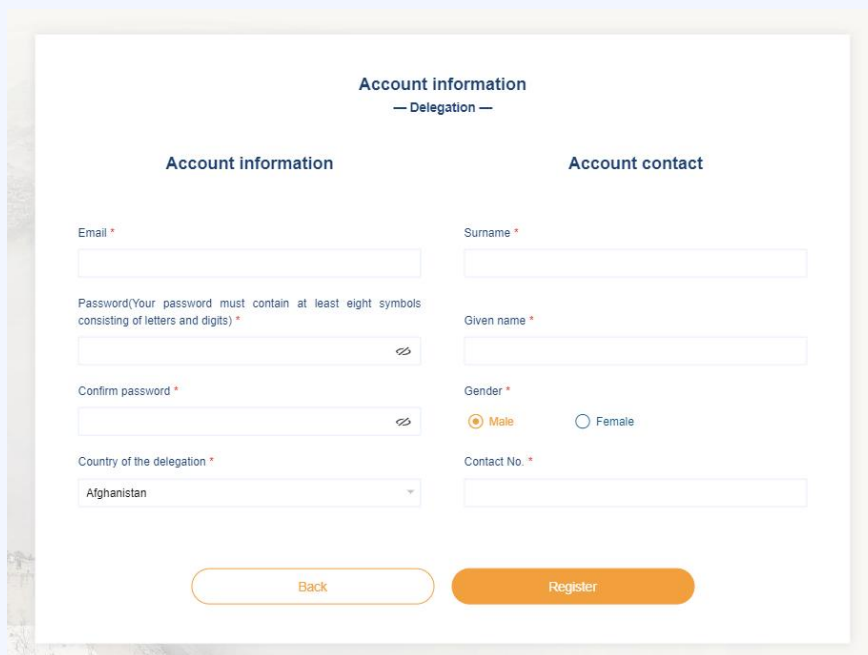 Account information
— Delegation —
Account information
Account contact
Email *
Surname *
Password(Your password must contain at least eight symbols
consisting of letters and digits) *
Given name *
Confirm password *
Gender *
Male
Female
Country of the delegation *
Contact No. *
Afghanistan
Back
Register